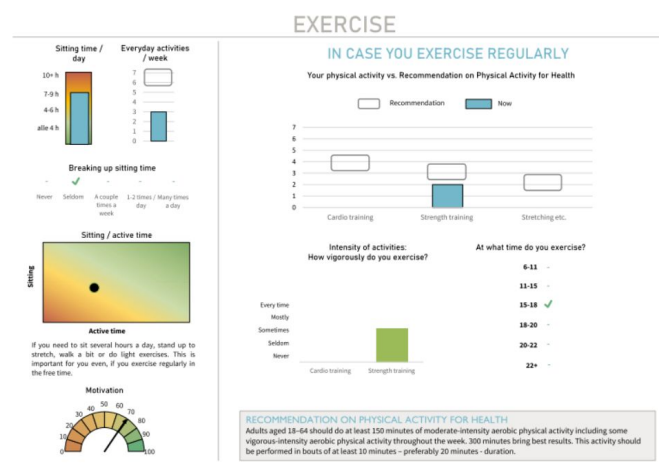 EXERCISE
Sitting time /
day
10+ h
7-9 h
4-6 h
alle 4 h
Everyday activities
/ week
7
6
5
4
3
2
1
0
Breaking up sitting time
- ✓ - - -
Never Seldom A couple 1-2 times / Many times
times a day a day
week
Sitting / active time
Sitting
Active time
If you need to sit several hours a day, stand up to
stretch, walk a bit or do light exercises. This is
important for you even, if you exercise regularly in
the free time.
Motivation
0
10
20
30
40
50
60
70
80
90
100
IN CASE YOU EXERCISE REGULARLY
Your physical activity vs. Recommendation on Physical Activity for Health
Recommendation Now
7
6
5
4
3
2
1
0
Cardio training Strength training Stretching etc.
Intensity of activities:
How vigorously do you exercise?
Every time
Mostly
Sometimes
Seldom
Never
Cardio training Strength training
At what time do you exercise?
6-11 -
11-15 -
15-18 ✓
18-20 -
20-22 -
22+ -
RECOMMENDATION ON PHYSICAL ACTIVITY FOR HEALTH
Adults aged 18–64 should do at least 150 minutes of moderate-intensity aerobic physical activity including some
vigorous-intensity aerobic physical activity throughout the week. 300 minutes bring best results. This activity should
be performed in bouts of at least 10 minutes – preferably 20 minutes - duration.